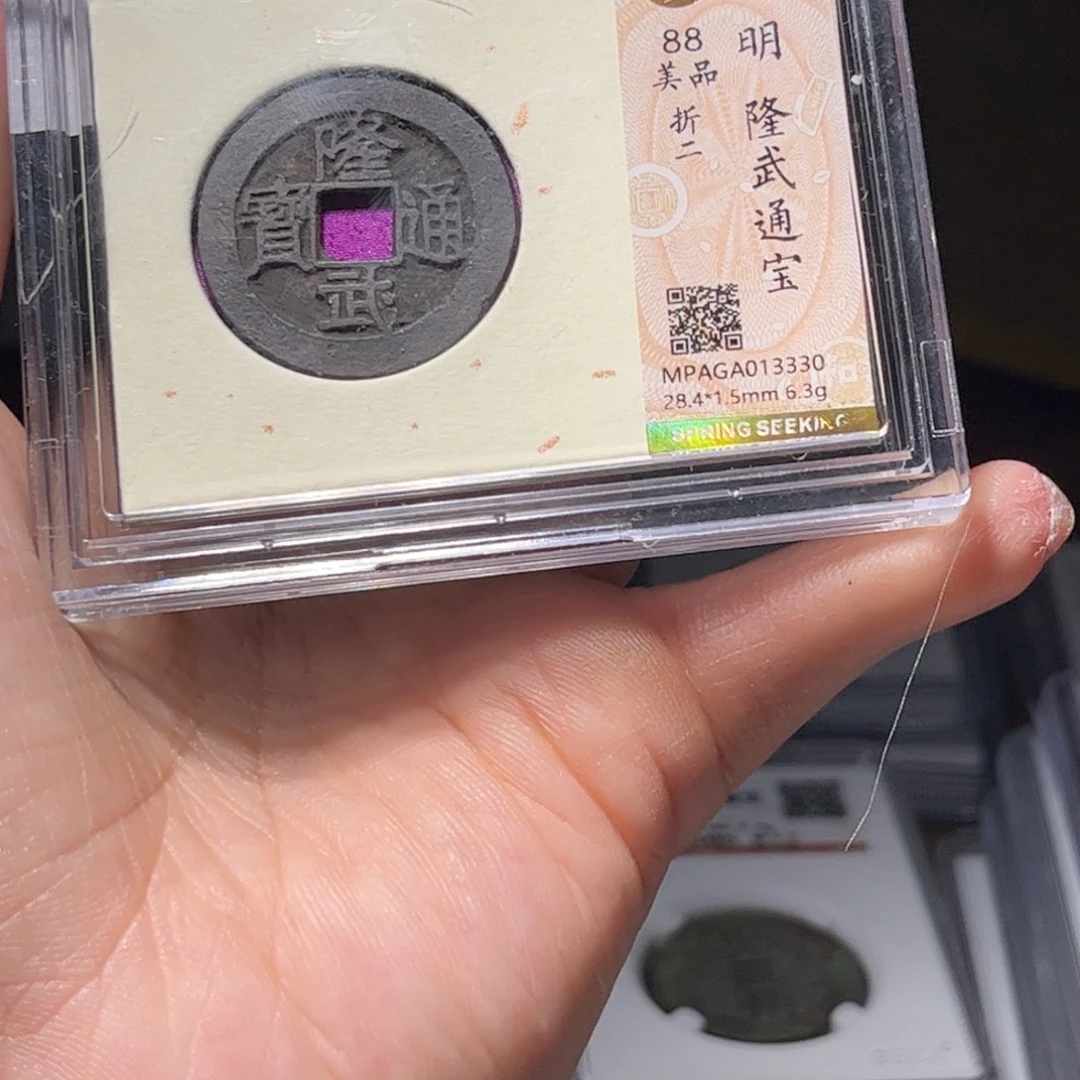 隆武通寶
88
美品
折二
明 隆武通宝
MPAGA013330
28.4*1.5mm 6.3g
SPRING SEEKING